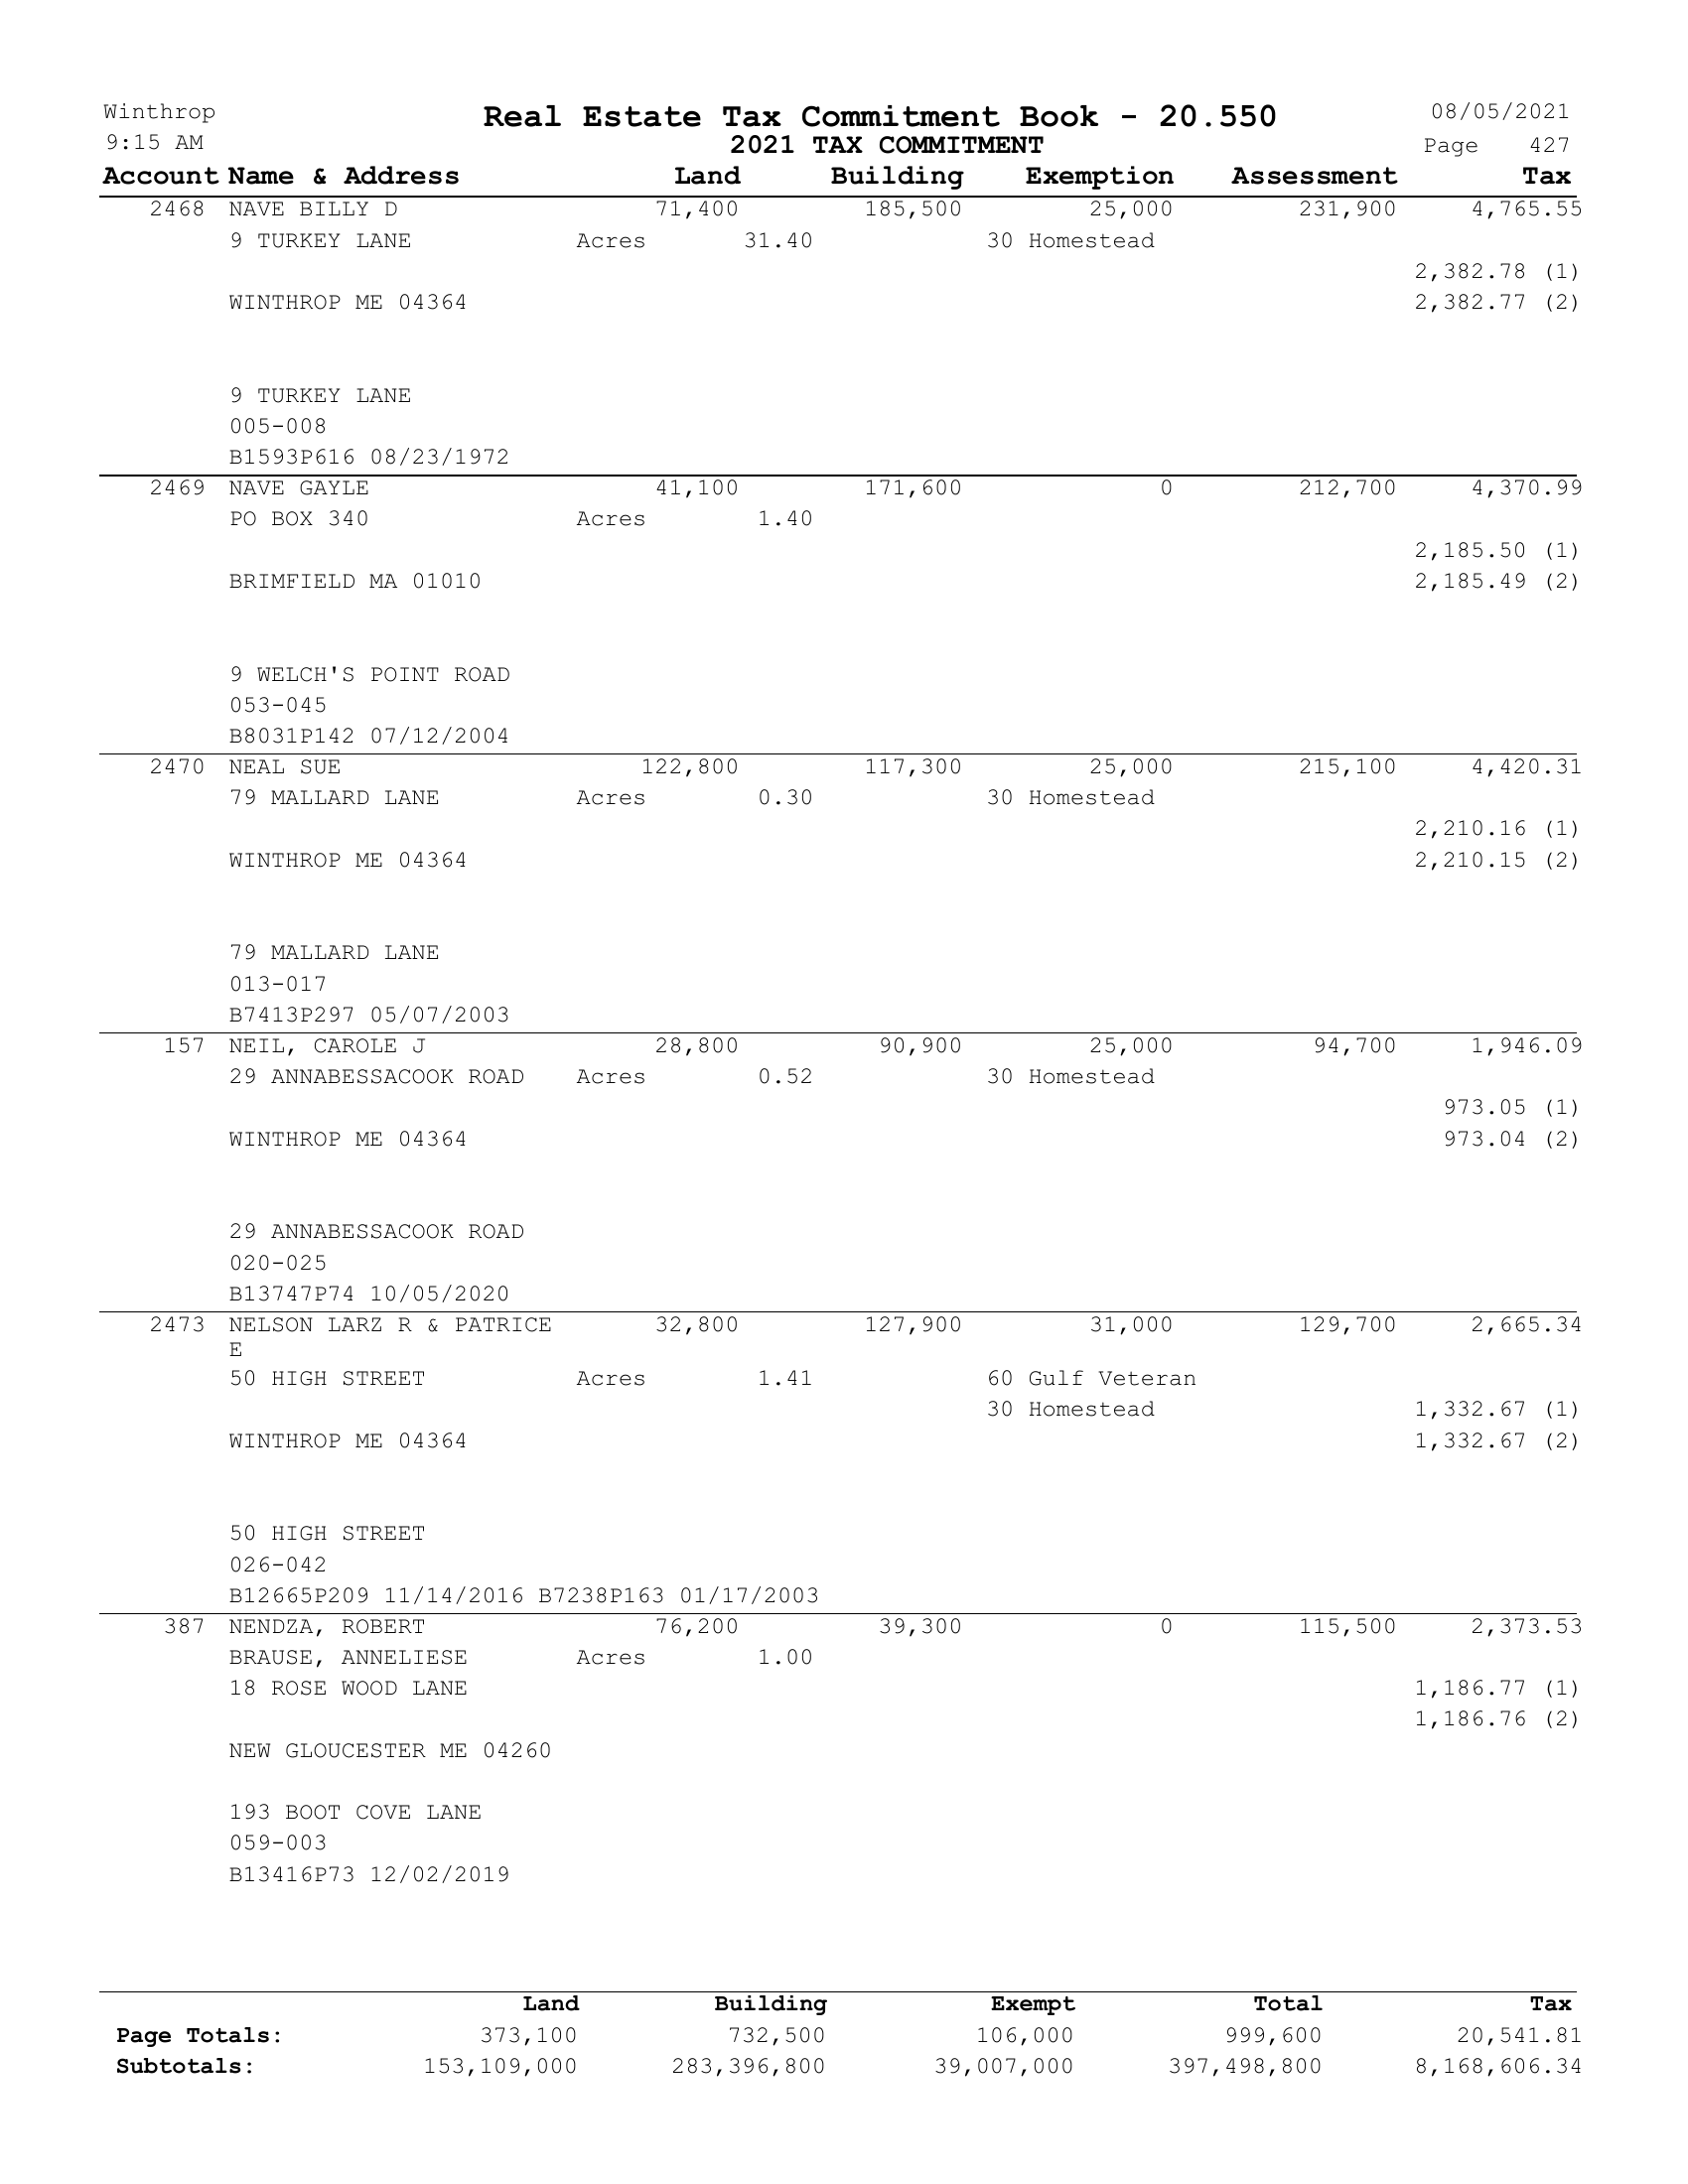 Winthrop Real Estate Tax Commitment Book - 20.550 08/05/2021
9:15 AM 2021 TAX COMMITMENT Page 427
Account Name & Address Land Building Exemption Assessment Tax
2468 NAVE BILLY D 71,400 185,500 25,000 231,900 4,765.55
9 TURKEY LANE Acres 31.40 30 Homestead
2,382.78 (1)
WINTHROP ME 04364 2,382.77 (2)
9 TURKEY LANE
005-008
B1593P616 08/23/1972
2469 NAVE GAYLE 41,100 171,600 0 212,700 4,370.99
PO BOX 340 Acres 1.40
2,185.50 (1)
BRIMFIELD MA 01010 2,185.49 (2)
9 WELCH'S POINT ROAD
053-045
B8031P142 07/12/2004
2470 NEAL SUE 122,800 117,300 25,000 215,100 4,420.31
79 MALLARD LANE Acres 0.30 30 Homestead
2,210.16 (1)
WINTHROP ME 04364 2,210.15 (2)
79 MALLARD LANE
013-017
B7413P297 05/07/2003
157 NEIL, CAROLE J 28,800 90,900 25,000 94,700 1,946.09
29 ANNABESSACOOK ROAD Acres 0.52 30 Homestead
973.05 (1)
WINTHROP ME 04364 973.04 (2)
29 ANNABESSACOOK ROAD
020-025
B13747P74 10/05/2020
2473 NELSON LARZ R & PATRICE 32,800 127,900 31,000 129,700 2,665.34
E
50 HIGH STREET Acres 1.41 60 Gulf Veteran
30 Homestead 1,332.67 (1)
WINTHROP ME 04364 1,332.67 (2)
50 HIGH STREET
026-042
B12665P209 11/14/2016 B7238P163 01/17/2003
387 NENDZA, ROBERT 76,200 39,300 0 115,500 2,373.53
BRAUSE, ANNELIESE Acres 1.00
18 ROSE WOOD LANE 1,186.77 (1)
1,186.76 (2)
NEW GLOUCESTER ME 04260
193 BOOT COVE LANE
059-003
B13416P73 12/02/2019
Land Building Exempt Total Tax
Page Totals: 373,100 732,500 106,000 999,600 20,541.81
Subtotals: 153,109,000 283,396,800 39,007,000 397,498,800 8,168,606.34